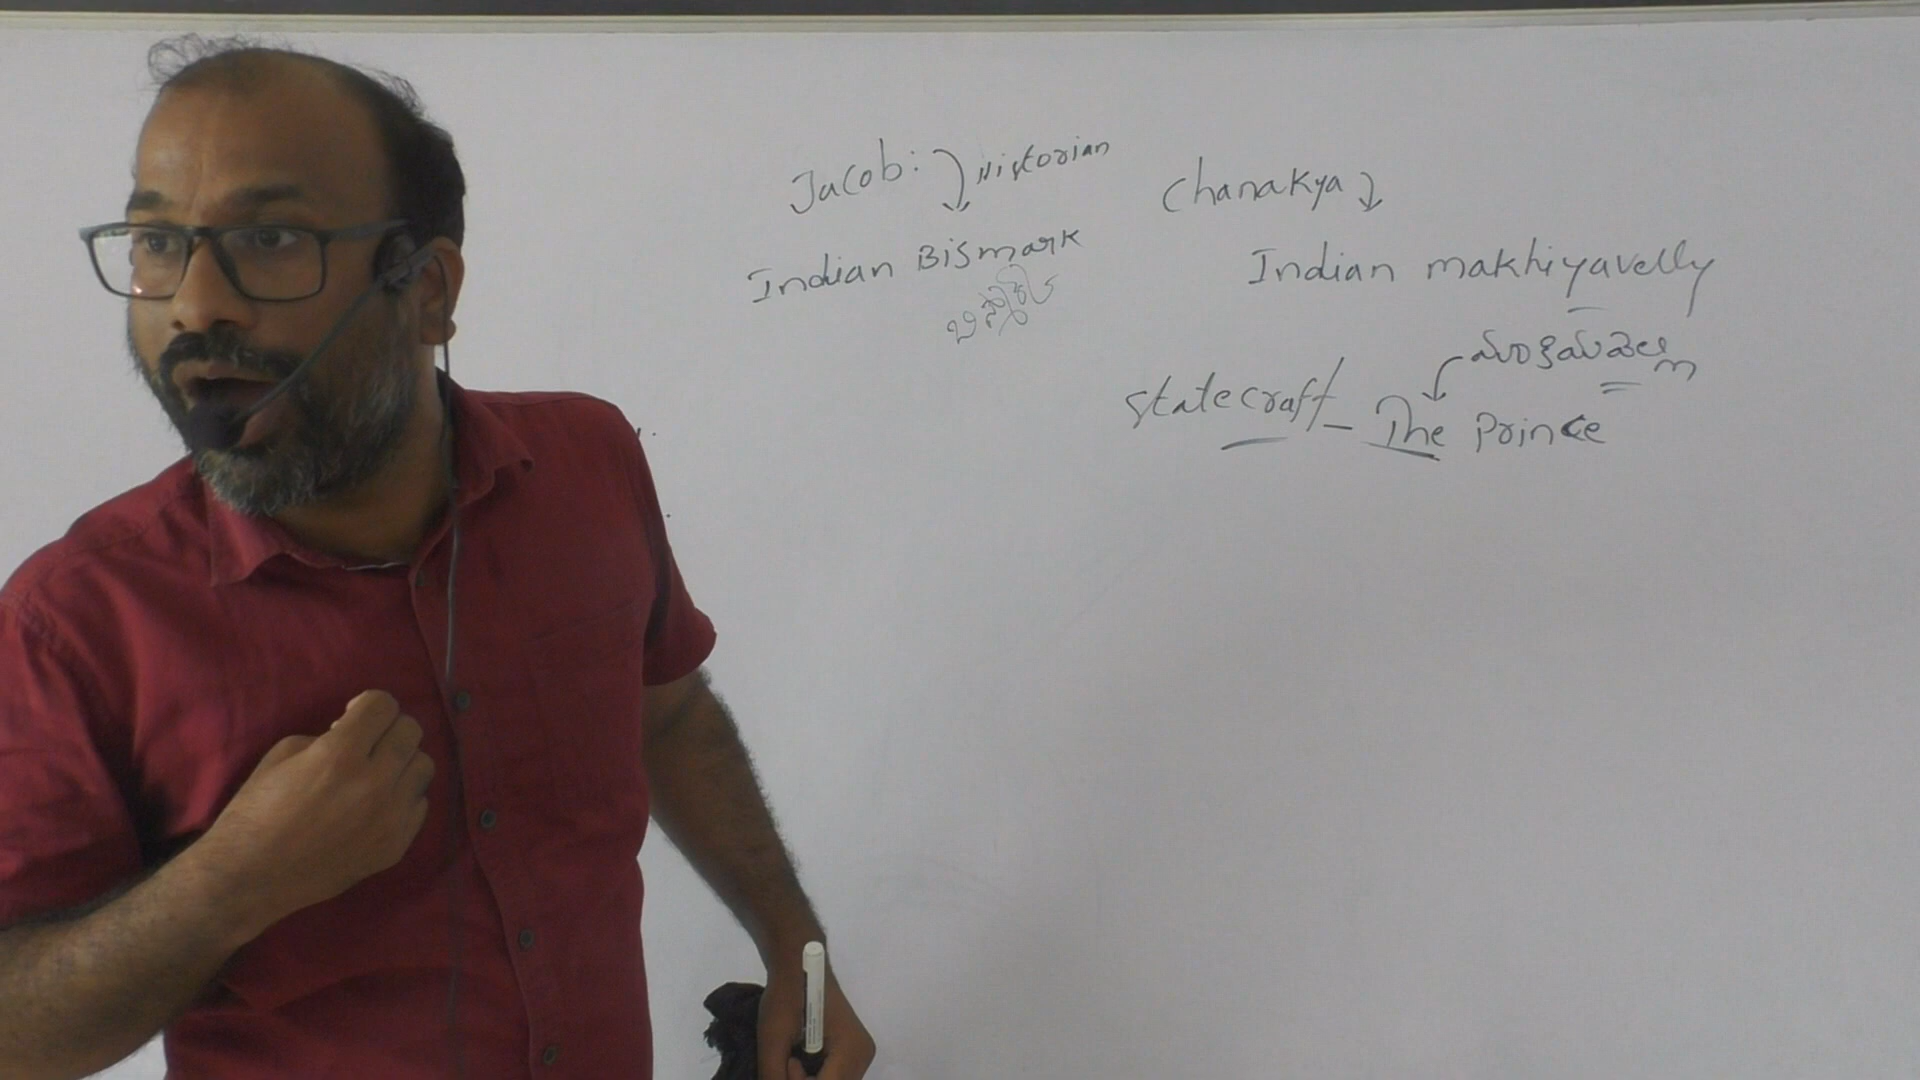 Jacob: Historian
Indian Bismark
Chanakya
Indian makhiyavelly
statecraft - The Prince